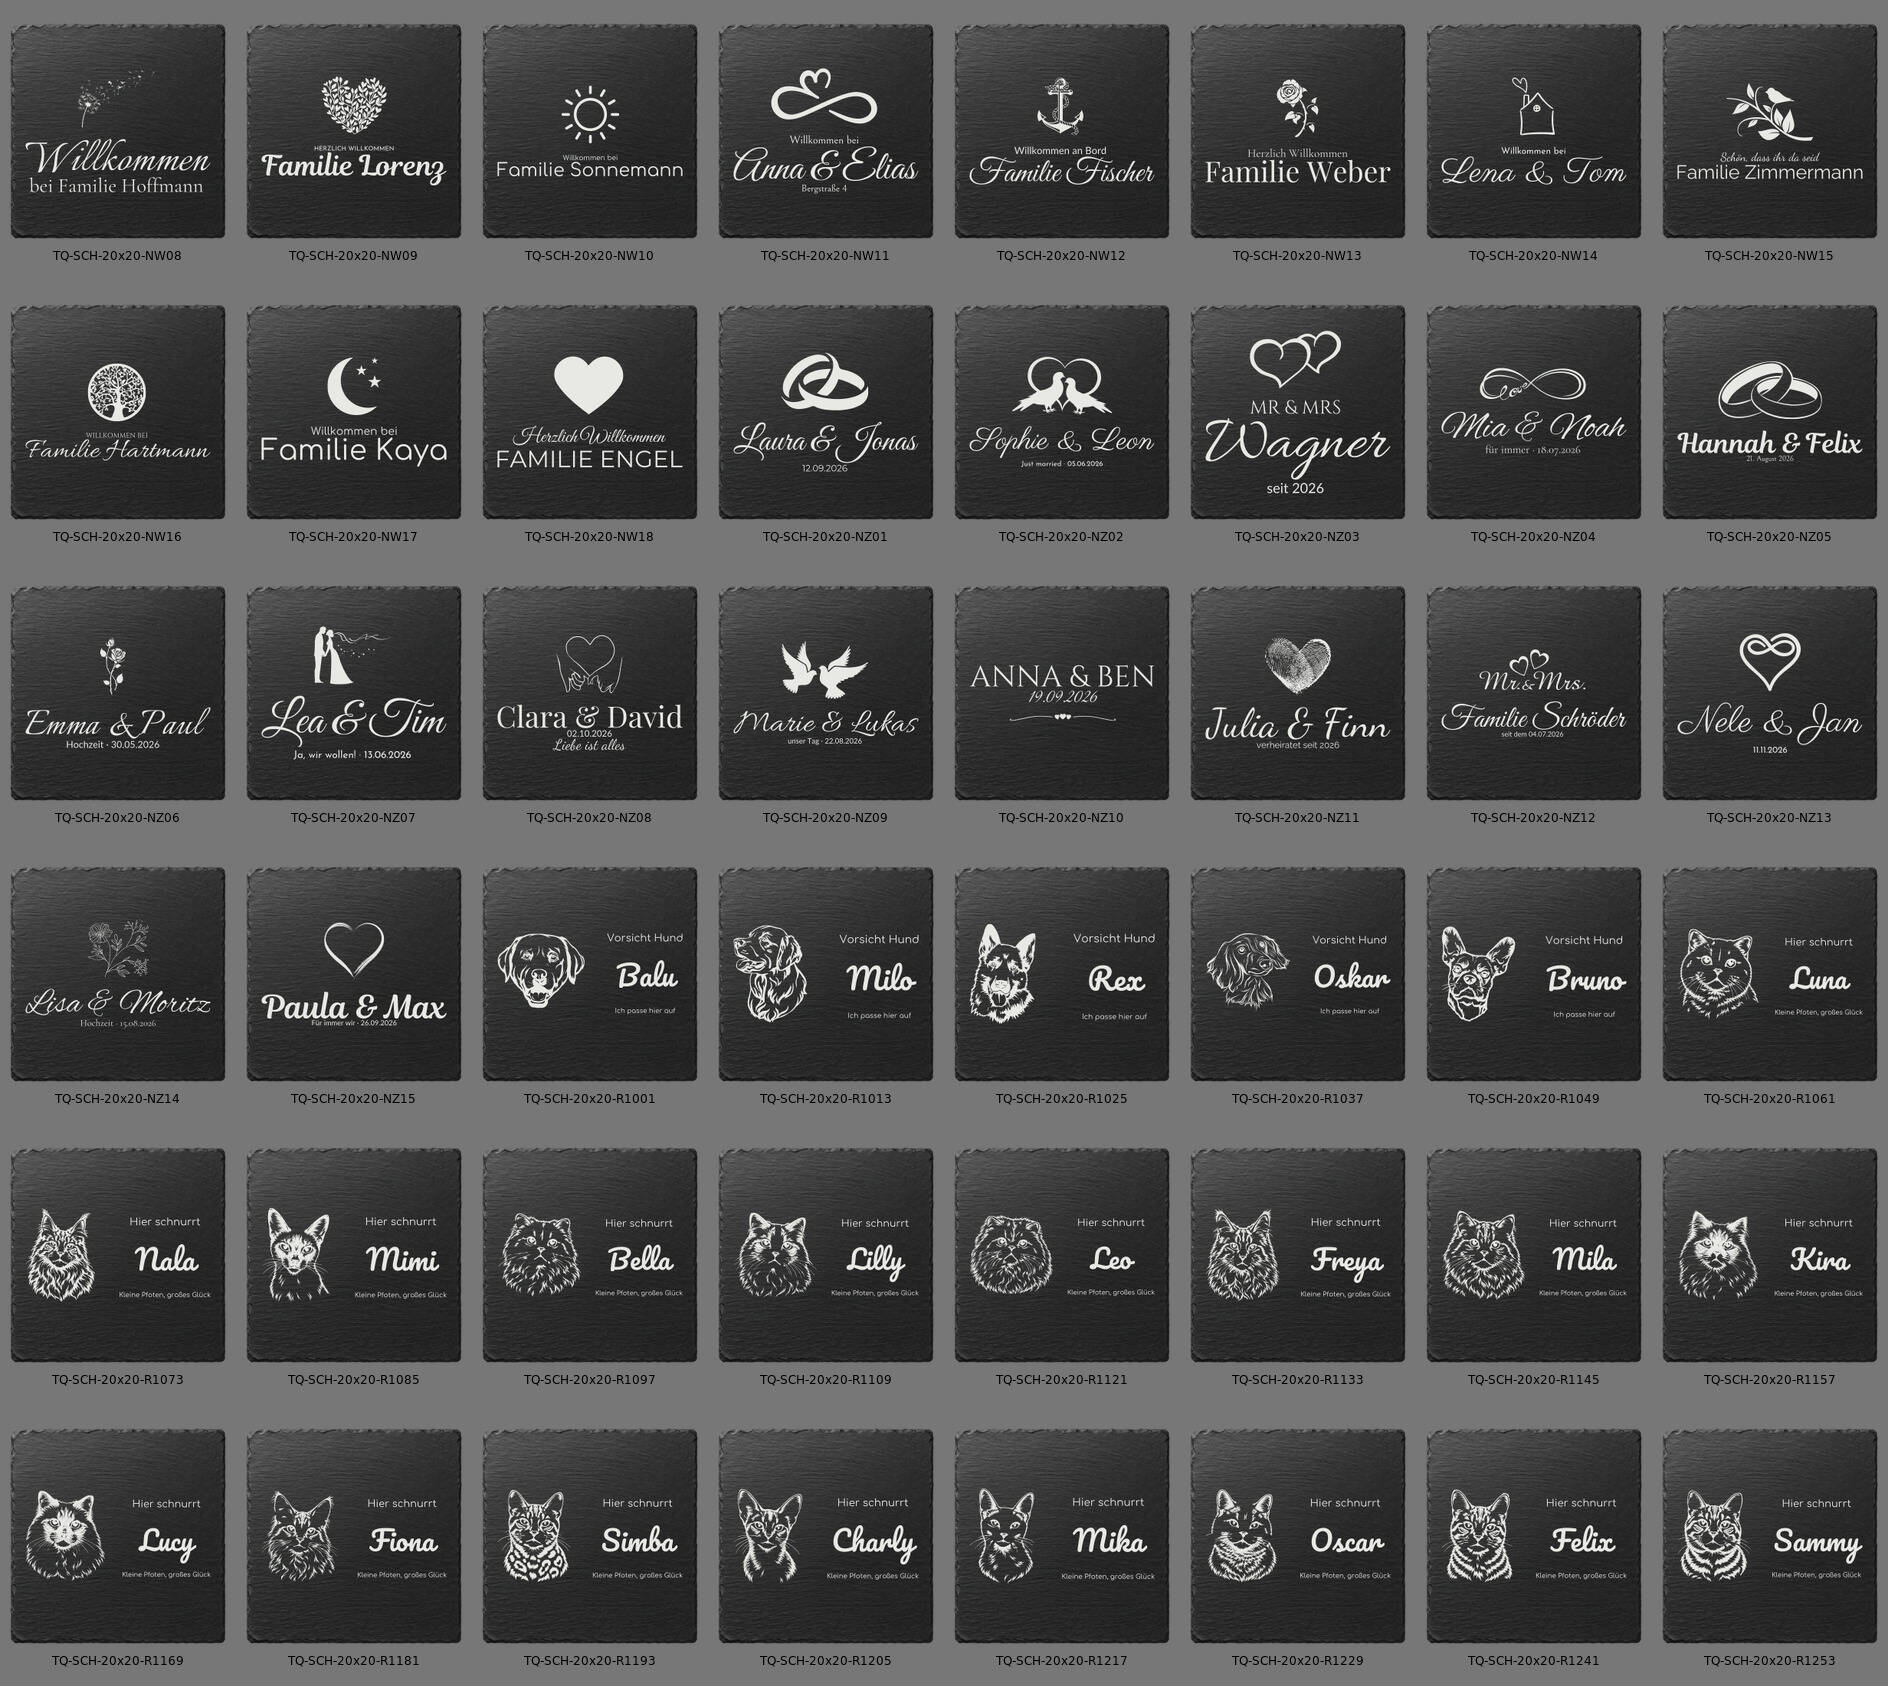 Willkommen
bei Familie Hoffmann
TQ-SCH-20x20-NW08
HERZLICH WILLKOMMEN
Familie Lorenz
TQ-SCH-20x20-NW09
Willkommen bei
Familie Sonnemann
TQ-SCH-20x20-NW10
Willkommen bei
Anna & Elias
Bergstraße 4
TQ-SCH-20x20-NW11
Willkommen an Bord
Familie Fischer
TQ-SCH-20x20-NW12
Herzlich Willkommen
Familie Weber
TQ-SCH-20x20-NW13
Willkommen bei
Lena & Tom
TQ-SCH-20x20-NW14
Schön, dass ihr da seid
Familie Zimmermann
TQ-SCH-20x20-NW15
WILLKOMMEN BEI
Familie Hartmann
TQ-SCH-20x20-NW16
Willkommen bei
Familie Kaya
TQ-SCH-20x20-NW17
Herzlich Willkommen
FAMILIE ENGEL
TQ-SCH-20x20-NW18
Laura & Jonas
12.09.2026
TQ-SCH-20x20-NZ01
Sophie & Leon
Just married · 05.06.2026
TQ-SCH-20x20-NZ02
MR & MRS
Wagner
seit 2026
TQ-SCH-20x20-NZ03
Love
Mia & Noah
für immer · 18.07.2026
TQ-SCH-20x20-NZ04
Hannah & Felix
21. August 2026
TQ-SCH-20x20-NZ05
Emma & Paul
Hochzeit · 30.05.2026
TQ-SCH-20x20-NZ06
Lea & Tim
Ja, wir wollen! · 13.06.2026
TQ-SCH-20x20-NZ07
Clara & David
02.10.2026
Liebe ist alles
TQ-SCH-20x20-NZ08
Marie & Lukas
unser Tag · 22.08.2026
TQ-SCH-20x20-NZ09
ANNA & BEN
19.09.2026
TQ-SCH-20x20-NZ10
Julia & Finn
verheiratet seit 2026
TQ-SCH-20x20-NZ11
Mr. & Mrs.
Familie Schröder
seit dem 04.07.2026
TQ-SCH-20x20-NZ12
Nele & Jan
11.11.2026
TQ-SCH-20x20-NZ13
Lisa & Moritz
Hochzeit · 15.08.2026
TQ-SCH-20x20-NZ14
Paula & Max
Für immer wir · 26.09.2026
TQ-SCH-20x20-NZ15
Vorsicht Hund
Balu
Ich passe hier auf
TQ-SCH-20x20-R1001
Vorsicht Hund
Milo
Ich passe hier auf
TQ-SCH-20x20-R1013
Vorsicht Hund
Rex
Ich passe hier auf
TQ-SCH-20x20-R1025
Vorsicht Hund
Oskar
Ich passe hier auf
TQ-SCH-20x20-R1037
Vorsicht Hund
Bruno
Ich passe hier auf
TQ-SCH-20x20-R1049
Hier schnurrt
Luna
Kleine Pfoten, großes Glück
TQ-SCH-20x20-R1061
Hier schnurrt
Nala
Kleine Pfoten, großes Glück
TQ-SCH-20x20-R1073
Hier schnurrt
Mimi
Kleine Pfoten, großes Glück
TQ-SCH-20x20-R1085
Hier schnurrt
Bella
Kleine Pfoten, großes Glück
TQ-SCH-20x20-R1097
Hier schnurrt
Lilly
Kleine Pfoten, großes Glück
TQ-SCH-20x20-R1109
Hier schnurrt
Leo
Kleine Pfoten, großes Glück
TQ-SCH-20x20-R1121
Hier schnurrt
Freya
Kleine Pfoten, großes Glück
TQ-SCH-20x20-R1133
Hier schnurrt
Mila
Kleine Pfoten, großes Glück
TQ-SCH-20x20-R1145
Hier schnurrt
Kira
Kleine Pfoten, großes Glück
TQ-SCH-20x20-R1157
Hier schnurrt
Lucy
Kleine Pfoten, großes Glück
TQ-SCH-20x20-R1169
Hier schnurrt
Fiona
Kleine Pfoten, großes Glück
TQ-SCH-20x20-R1181
Hier schnurrt
Simba
Kleine Pfoten, großes Glück
TQ-SCH-20x20-R1193
Hier schnurrt
Charly
Kleine Pfoten, großes Glück
TQ-SCH-20x20-R1205
Hier schnurrt
Mika
Kleine Pfoten, großes Glück
TQ-SCH-20x20-R1217
Hier schnurrt
Oscar
Kleine Pfoten, großes Glück
TQ-SCH-20x20-R1229
Hier schnurrt
Felix
Kleine Pfoten, großes Glück
TQ-SCH-20x20-R1241
Hier schnurrt
Sammy
Kleine Pfoten, großes Glück
TQ-SCH-20x20-R1253